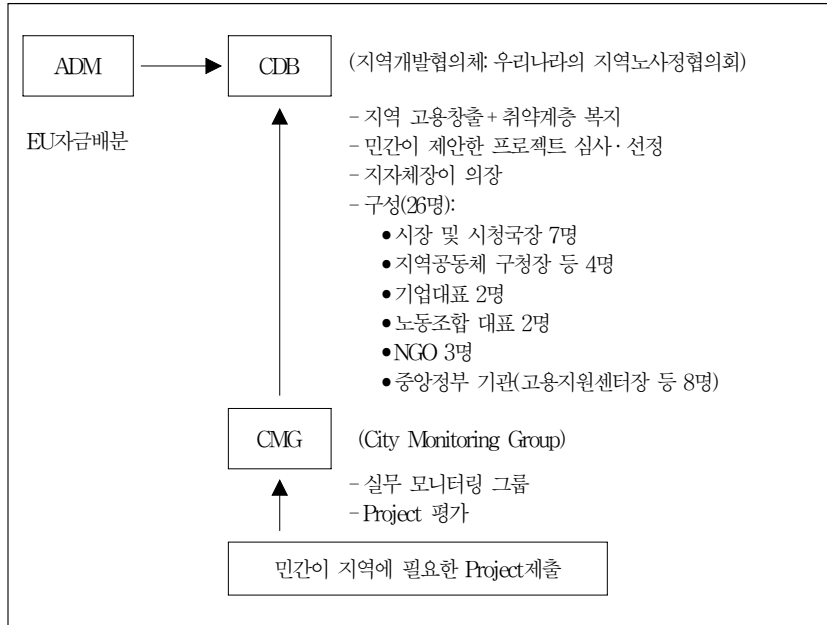 ADM
CDB
(지역개발협의체: 우리나라의 지역노사정협의회)
EU자금배분
- 지역 고용창출 + 취약계층 복지
- 민간이 제안한 프로젝트 심사 · 선정
- 지자체장이 의장
- 구성(26명):
● 시장 및 시청국장 7명
● 지역공동체 구청장 등 4명
● 기업대표 2명
● 노동조합 대표 2명
● NGO 3명
● 중앙정부 기관(고용지원센터장 등 8명)
CMG
(City Monitoring Group)
- 실무 모니터링 그룹
- Project 평가
민간이 지역에 필요한 Project제출